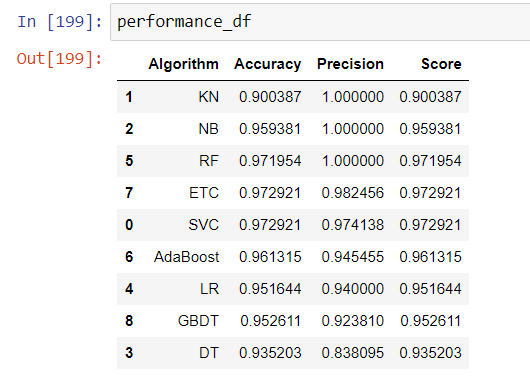 In [199]: performance_df
Out[199]:
Algorithm Accuracy Precision Score
1 KN 0.900387 1.000000 0.900387
2 NB 0.959381 1.000000 0.959381
5 RF 0.971954 1.000000 0.971954
7 ETC 0.972921 0.982456 0.972921
0 SVC 0.972921 0.974138 0.972921
6 AdaBoost 0.961315 0.945455 0.961315
4 LR 0.951644 0.940000 0.951644
8 GBDT 0.952611 0.923810 0.952611
3 DT 0.935203 0.838095 0.935203